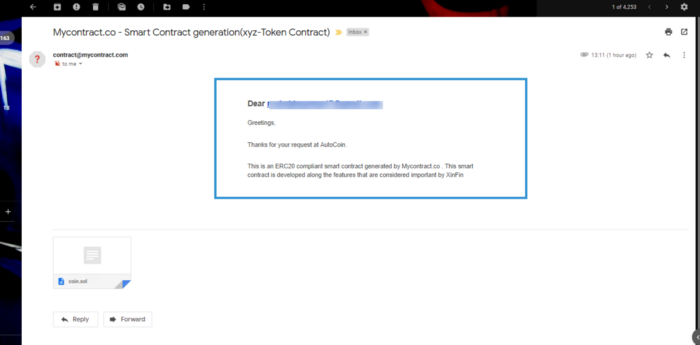 1 of 4,253
163
Mycontract.co - Smart Contract generation(xyz-Token Contract)
Inbox x
contract@mycontract.com
13:11 (1 hour ago)
to me
Dear
Greetings,
Thanks for your request at AutoCoin.
This is an ERC20 compliant smart contract generated by Mycontract.co . This smart
contract is developed along the features that are considered important by XinFin
coin.sol
Reply
Forward